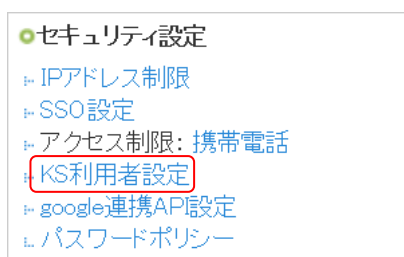 セキュリティ設定
IPアドレス制限
SSO設定
アクセス制限: 携帯電話
KS利用者設定
google連携API設定
パスワードポリシー